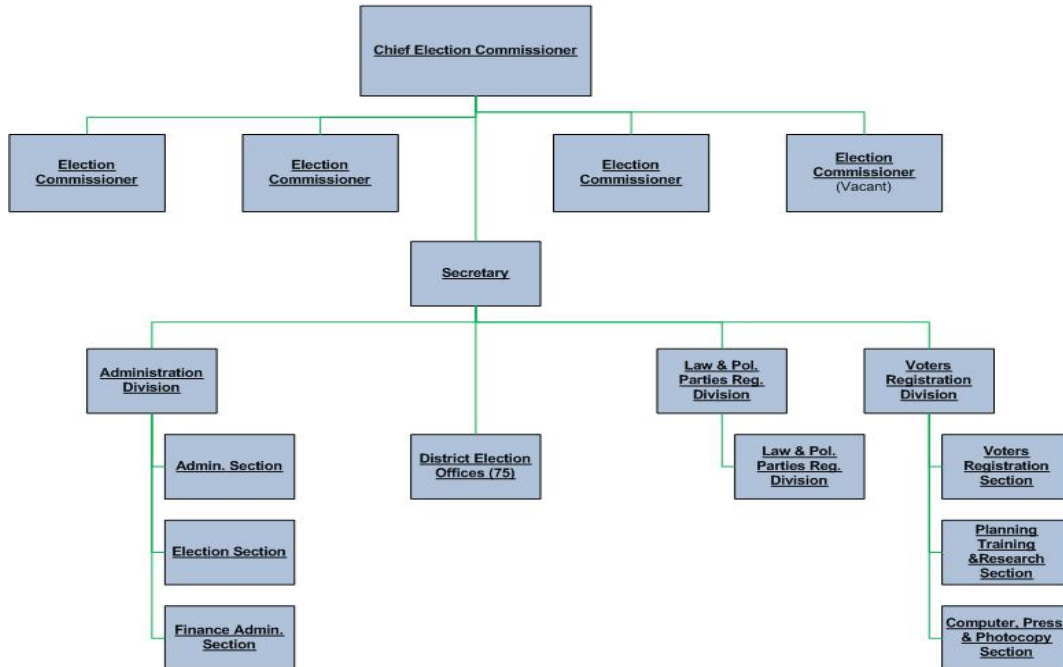 Chief Election Commissioner
Election
Commissioner
Election
Commissioner
Election
Commissioner
Election
Commissioner
(Vacant)
Secretary
Administration
Division
Law & Pol.
Parties Reg.
Division
Voters
Registration
Division
Admin. Section
District Election
Offices (75)
Law & Pol.
Parties Reg.
Division
Voters
Registration
Section
Election Section
Planning
Training
&Research
Section
Finance Admin.
Section
Computer, Press
& Photocopy
Section